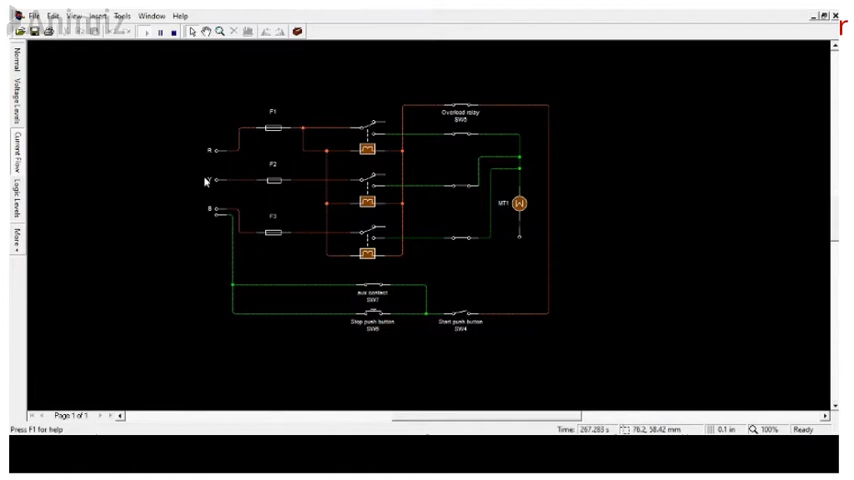 Animiz
File Edit View Insert Tools Window Help
r
Normal
Voltage Levels
Current Flow
Logic Levels
More
F1
Overload relay
SW5
R
F2
Y
B
F3
MT1
aux contact
SW7
Stop push button
SW6
Start push button
SW4
Page 1 of 1
Press F1 for help
Time: 267.283 s
76.2, 58.42 mm
0.1 in
100%
Ready